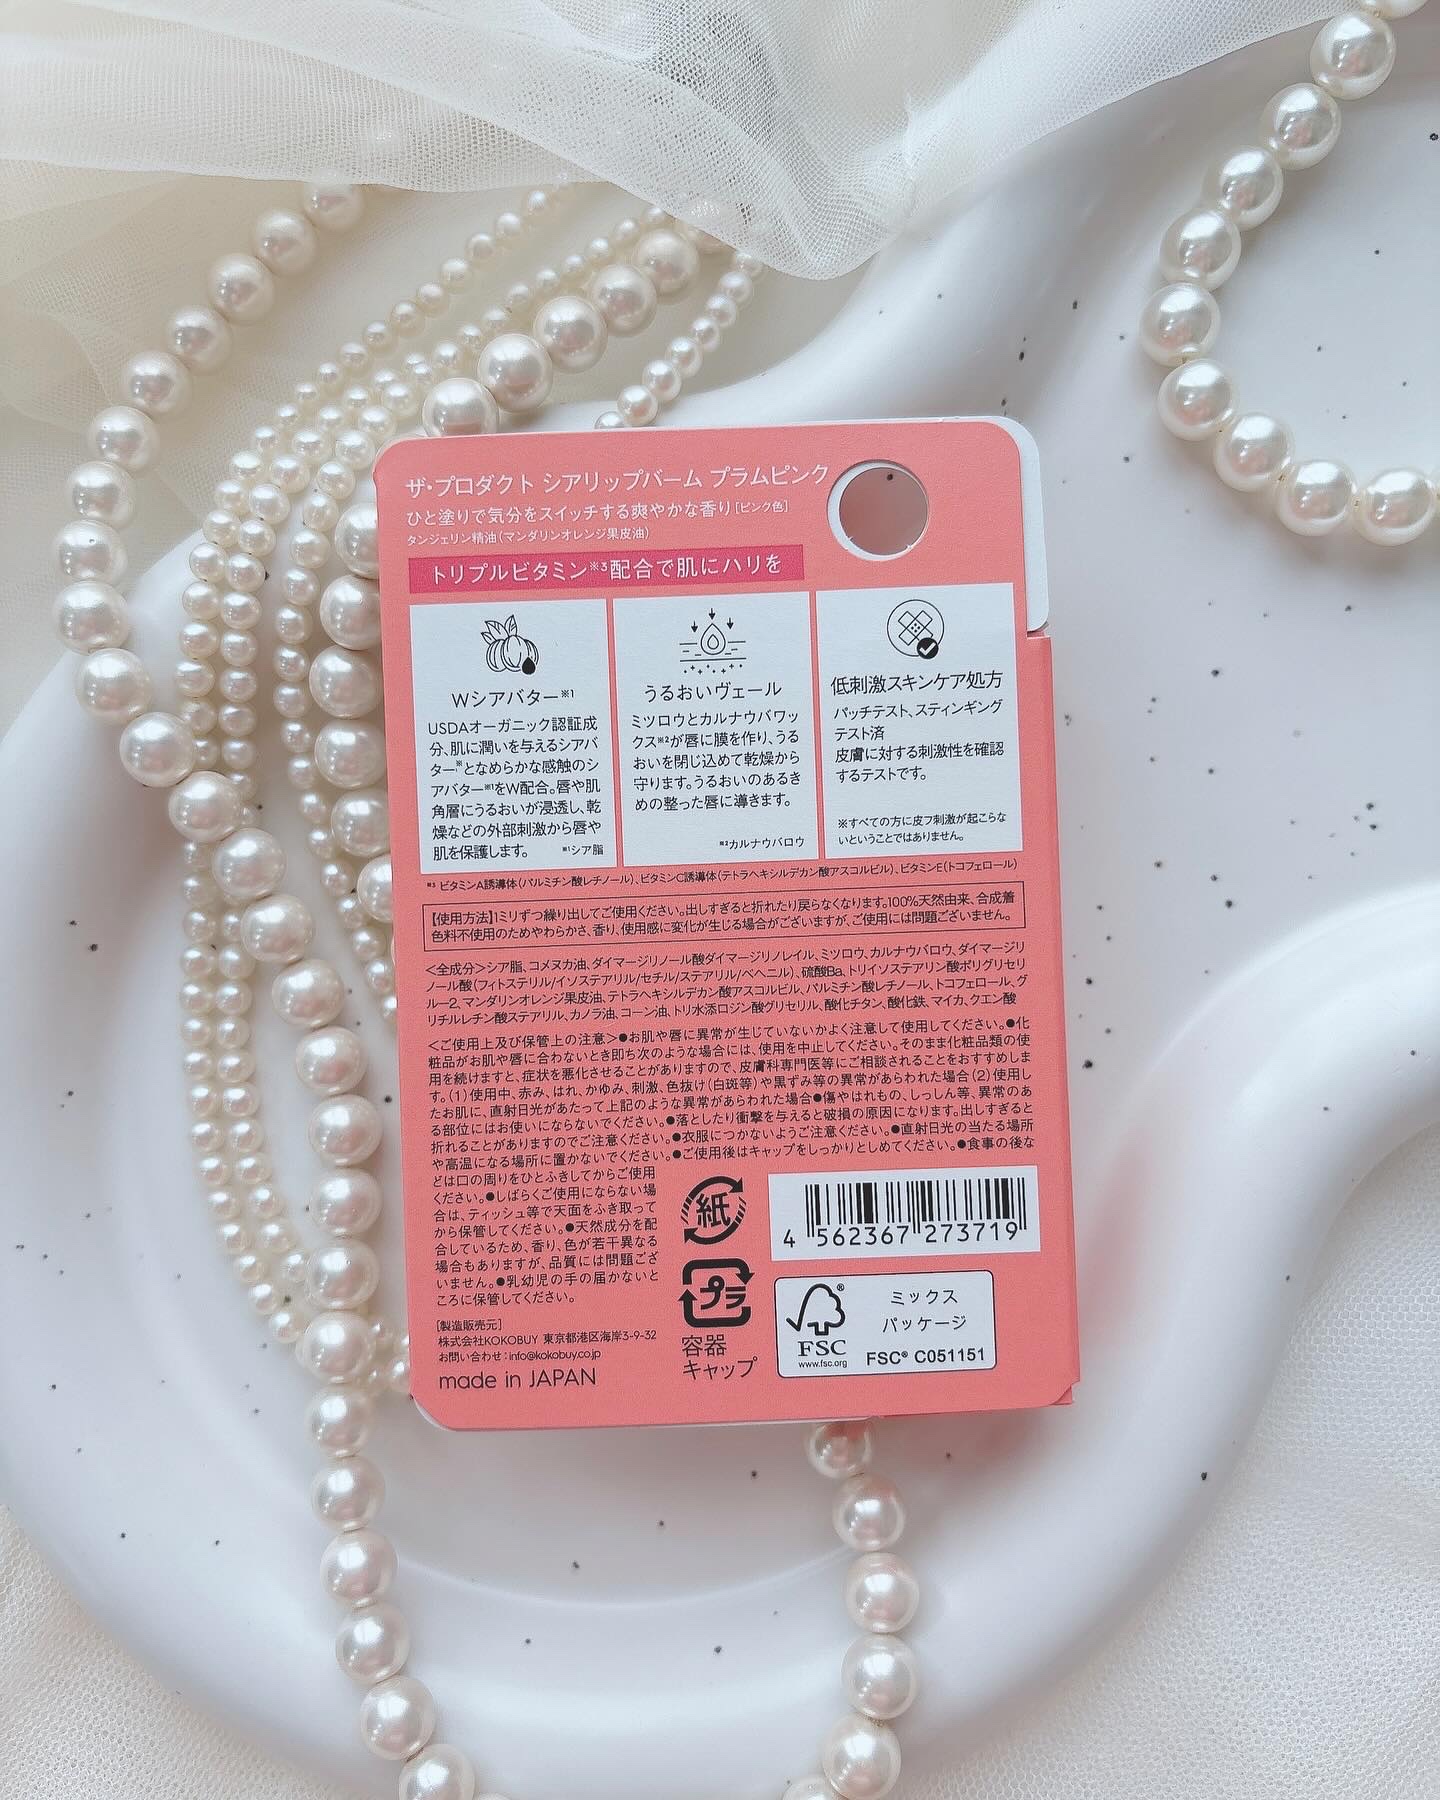 ザ・プロダクト シアリップバーム プラムピンク
ひと塗りで気分をスイッチする爽やかな香り[ピンク色]
タンジェリン精油(マンダリンオレンジ果皮油)
トリプルビタミン※3配合で肌にハリを
Wシアバター※1
USDAオーガニック認証成
分、肌に潤いを与えるシアバ
ター※1となめらかな感触のシ
アバター※1をW配合。唇や肌
角層にうるおいが浸透し、乾
燥などの外部刺激から唇や
肌を保護します。 ※1シア脂
うるおいヴェール
ミツロウとカルナウバワッ
クス※2が唇に膜を作り、うる
おいを閉じ込めて乾燥から
守ります。うるおいのあるき
めの整った唇に導きます。
※2カルナウバロウ
低刺激スキンケア処方
パッチテスト、スティンギング
テスト済
皮膚に対する刺激性を確認
するテストです。
※すべての方に皮フ刺激が起こらな
いということではありません。
※3 ビタミンA誘導体(パルミチン酸レチノール)、ビタミンC誘導体(テトラヘキシルデカン酸アスコルビル)、ビタミンE(トコフェロール)
【使用方法】1ミリずつ繰り出してご使用ください。出しすぎると折れたり戻らなくなります。100%天然由来、合成着
色料不使用のためやわらかさ、香り、使用感に変化が生じる場合がございますが、ご使用には問題ございません。
<全成分>シア脂、コメヌカ油、ダイマージリノール酸ダイマージリノレイル、ミツロウ、カルナウバロウ、ダイマージリ
ノール酸(フィトステリル/イソステアリル/セチル/ステアリル/ベヘニル)、硫酸Ba、トリイソステアリン酸ポリグリセリ
ル-2、マンダリンオレンジ果皮油、テトラヘキシルデカン酸アスコルビル、パルミチン酸レチノール、トコフェロール、グ
リチルレチン酸ステアリル、カノラ油、コーン油、トリ水添ロジン酸グリセリル、酸化チタン、酸化鉄、マイカ、クエン酸
<ご使用上及び保管上の注意>●お肌や唇に異常が生じていないかよく注意して使用してください。●化
粧品がお肌や唇に合わないとき即ち次のような場合には、使用を中止してください。そのまま化粧品類の使
用を続けますと、症状を悪化させることがありますので、皮膚科専門医等にご相談されることをおすすめしま
す。(1)使用中、赤み、はれ、かゆみ、刺激、色抜け(白斑等)や黒ずみ等の異常があらわれた場合(2)使用し
たお肌に、直射日光があたって上記のような異常があらわれた場合●傷やはれもの、しっしん等、異常のあ
る部位にはお使いにならないでください。●落としたり衝撃を与えると破損の原因になります。出しすぎると
折れることがありますのでご注意ください。●衣服につかないようご注意ください。●直射日光の当たる場所
や高温になる場所に置かないでください。●ご使用後はキャップをしっかりとしめてください。●食事の後な
どは口の周りをひとふきしてからご使用
ください。●しばらくご使用にならない場
合は、ティッシュ等で天面をふき取って
から保管してください。●天然成分を配
合しているため、香り、色が若干異なる
場合もありますが、品質には問題ござ
いません。●乳幼児の手の届かないと
ころに保管してください。
[製造販売元]
株式会社KOKOBUY 東京都港区海岸3-9-32
お問い合わせ:info@kokobuy.co.jp
made in JAPAN
紙
プラ
容器
キャップ
4 562367 273719
FSC®
www.fsc.org
ミックス
パッケージ
FSC® C051151